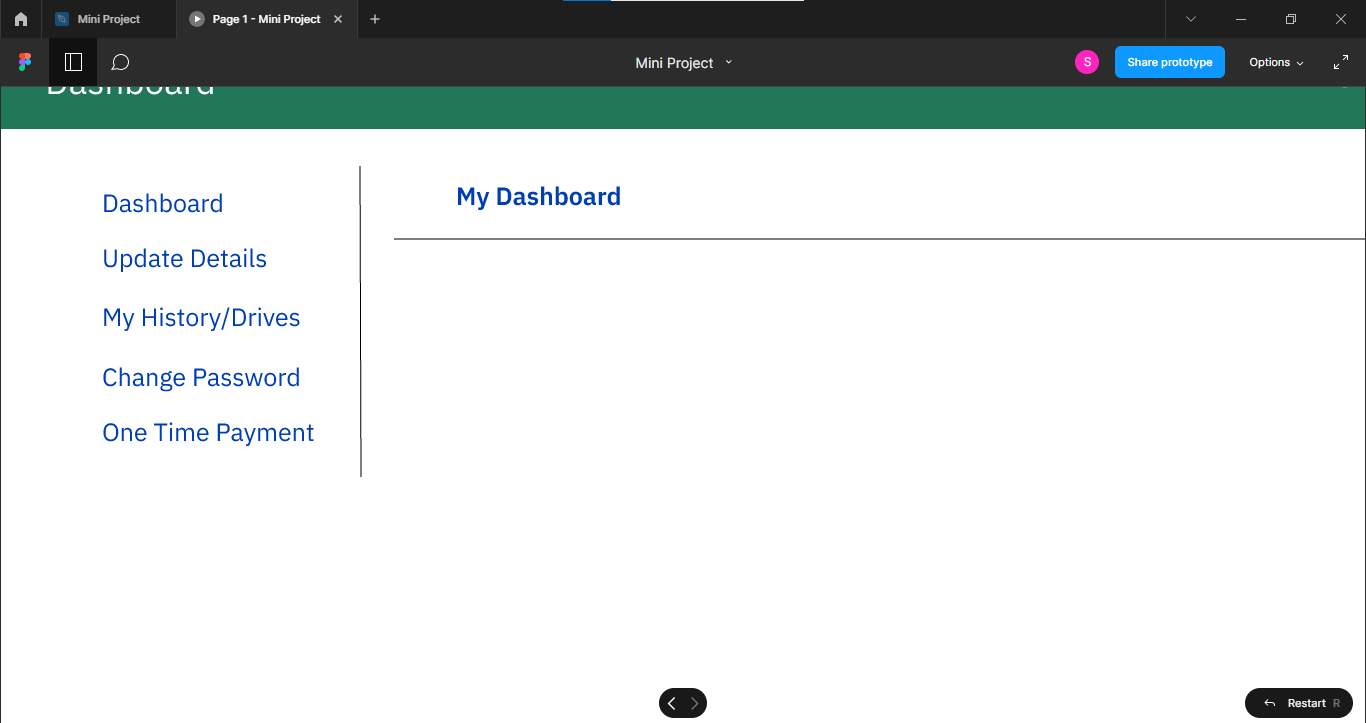 Mini Project
Page 1 - Mini Project
Mini Project
S
Share prototype
Options
Dashboard
Dashboard
Update Details
My History/Drives
Change Password
One Time Payment
My Dashboard
Restart R